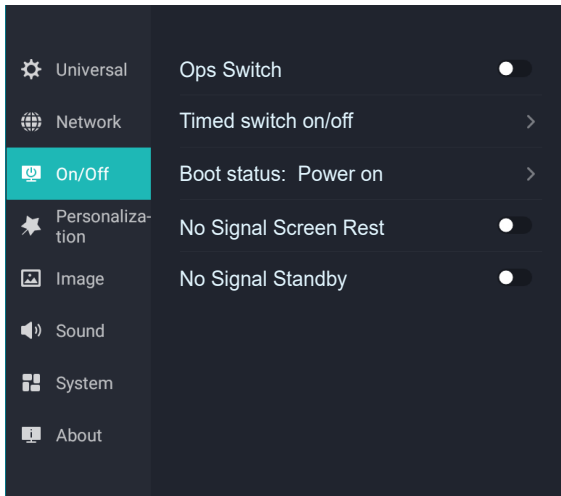 Universal
Network
On/Off
Personaliza-
tion
Image
Sound
System
About
Ops Switch
Timed switch on/off
Boot status: Power on
No Signal Screen Rest
No Signal Standby